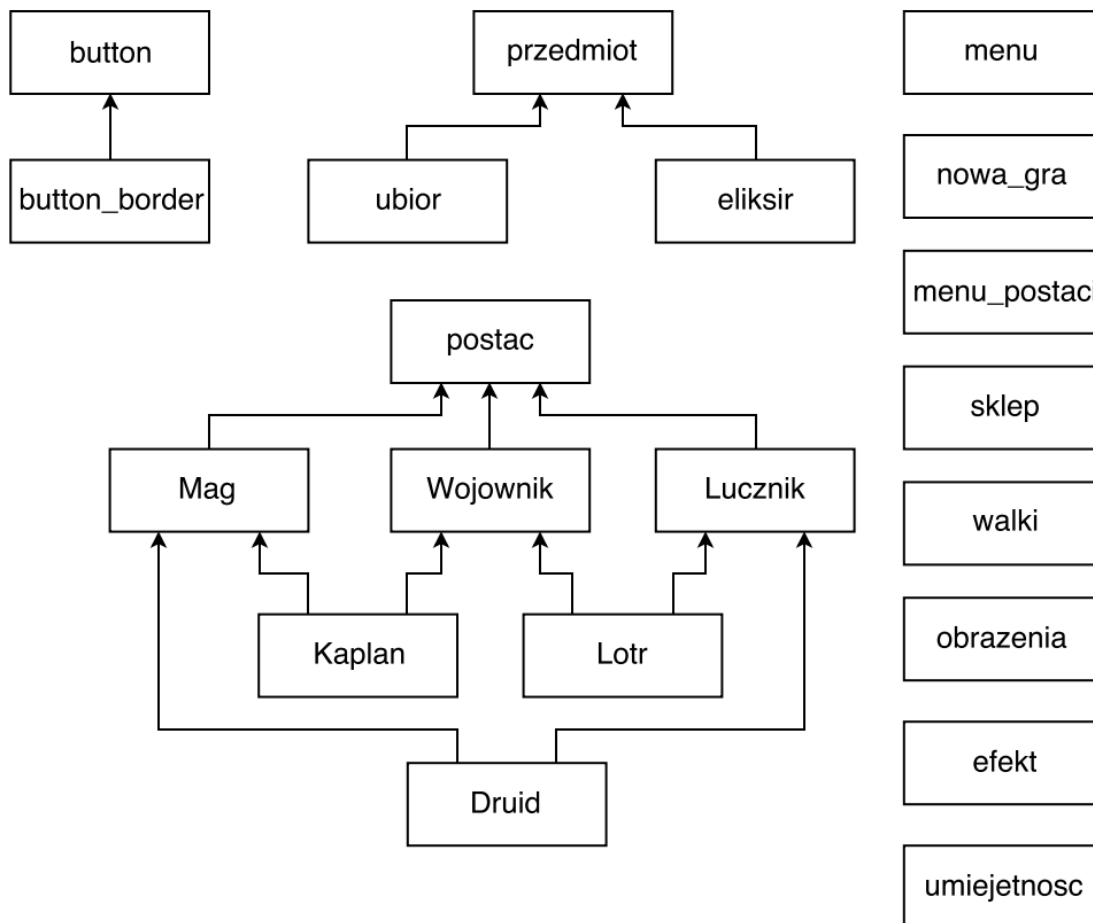 button
przedmiot
menu
button_border
ubior
eliksir
nowa_gra
menu_postaci
postac
sklep
Mag
Wojownik
Lucznik
walki
Kaplan
Lotr
obrazenia
efekt
Druid
umiejetnosc